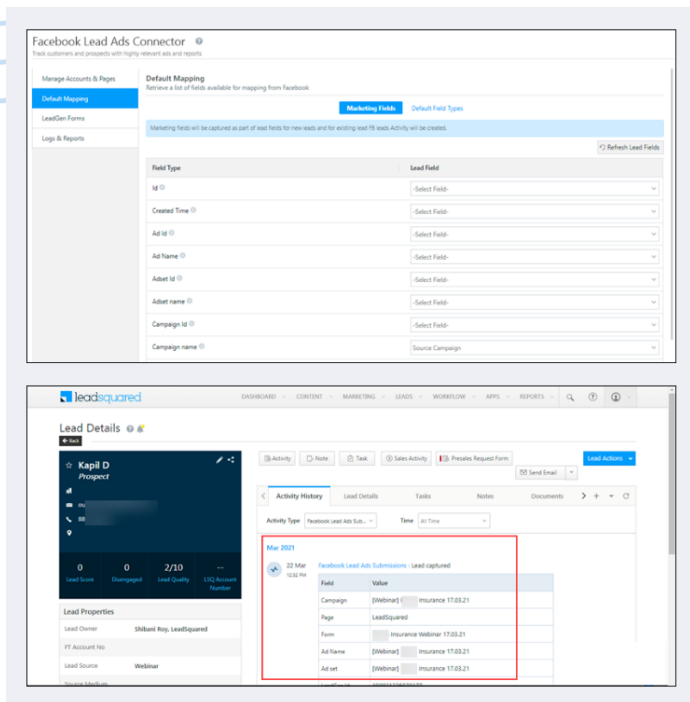 Facebook Lead Ads Connector
Track customers and prospects with highly relevant ads and reports
Manage Accounts & Pages
Default Mapping
LeadGen Forms
Logs & Reports
Default Mapping
Retrieve a list of fields available for mapping from Facebook
Marketing Fields Default Field Types
Marketing fields will be captured as part of lead fields for new leads and for existing lead FB leads Activity will be created.
Refresh Lead Fields
Field Type Lead Field
Id -Select Field-
Created Time -Select Field-
Ad Id -Select Field-
Ad Name -Select Field-
Adset Id -Select Field-
Adset name -Select Field-
Campaign Id -Select Field-
Campaign name Source Campaign
leadsquared
DASHBOARD CONTENT MARKETING LEADS WORKFLOW APPS REPORTS
Lead Details
Back
Kapil D
Prospect
88
0 0 2/10 --
Lead Score Disengaged Lead Quality LSQ Account Number
Lead Properties
Lead Owner Shibani Roy, LeadSquared
FT Account No
Lead Source Webinar
Source Medium
Activity Note Task Sales Activity Presales Request Form
Send Email
Lead Actions
Activity History Lead Details Tasks Notes Documents
Activity Type Facebook Lead Ads Sub... Time All Time
Mar 2021
22 Mar Facebook Lead Ads Submissions - Lead captured
12:32 PM
Field Value
Campaign [Webinar] Insurance 17.03.21
Page LeadSquared
Form Insurance Webinar 17.03.21
Ad Name [Webinar] Insurance 17.03.21
Ad set [Webinar] Insurance 17.03.21